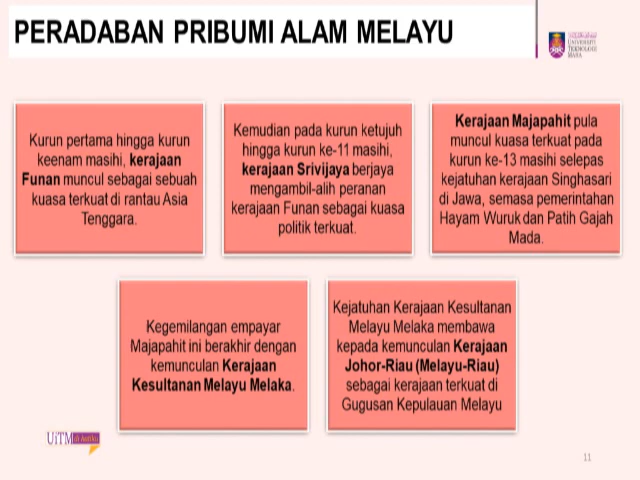 PERADABAN PRIBUMI ALAM MELAYU
UNIVERSITI
TEKNOLOGI
MARA
Kurun pertama hingga kurun
keenam masihi, kerajaan
Funan muncul sebagai sebuah
kuasa terkuat di rantau Asia
Tenggara.
Kemudian pada kurun ketujuh
hingga kurun ke-11 masihi,
kerajaan Srivijaya berjaya
mengambil-alih peranan
kerajaan Funan sebagai kuasa
politik terkuat.
Kerajaan Majapahit pula
muncul kuasa terkuat pada
kurun ke-13 masihi selepas
kejatuhan kerajaan Singhasari
di Jawa, semasa pemerintahan
Hayam Wuruk dan Patih Gajah
Mada.
Kegemilangan empayar
Majapahit ini berakhir dengan
kemunculan Kerajaan
Kesultanan Melayu Melaka.
Kejatuhan Kerajaan Kesultanan
Melayu Melaka membawa
kepada kemunculan Kerajaan
Johor-Riau (Melayu-Riau)
sebagai kerajaan terkuat di
Gugusan Kepulauan Melayu
UiTM di hatiku
11